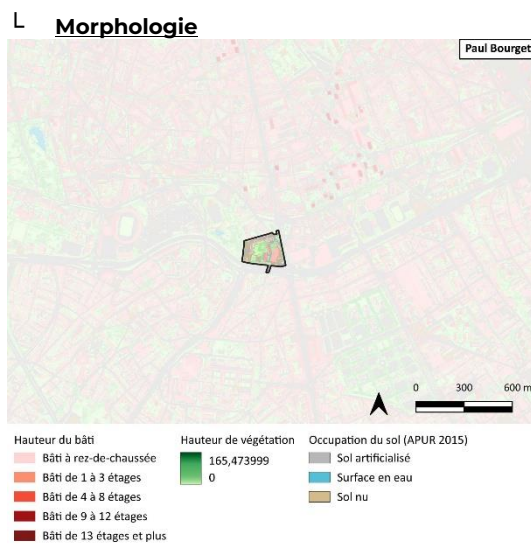 L Morphologie
Paul Bourget
0 300 600 m
Hauteur du bâti
Bâti à rez-de-chaussée
Bâti de 1 à 3 étages
Bâti de 4 à 8 étages
Bâti de 9 à 12 étages
Bâti de 13 étages et plus
Hauteur de végétation
165,473999
0
Occupation du sol (APUR 2015)
Sol artificialisé
Surface en eau
Sol nu